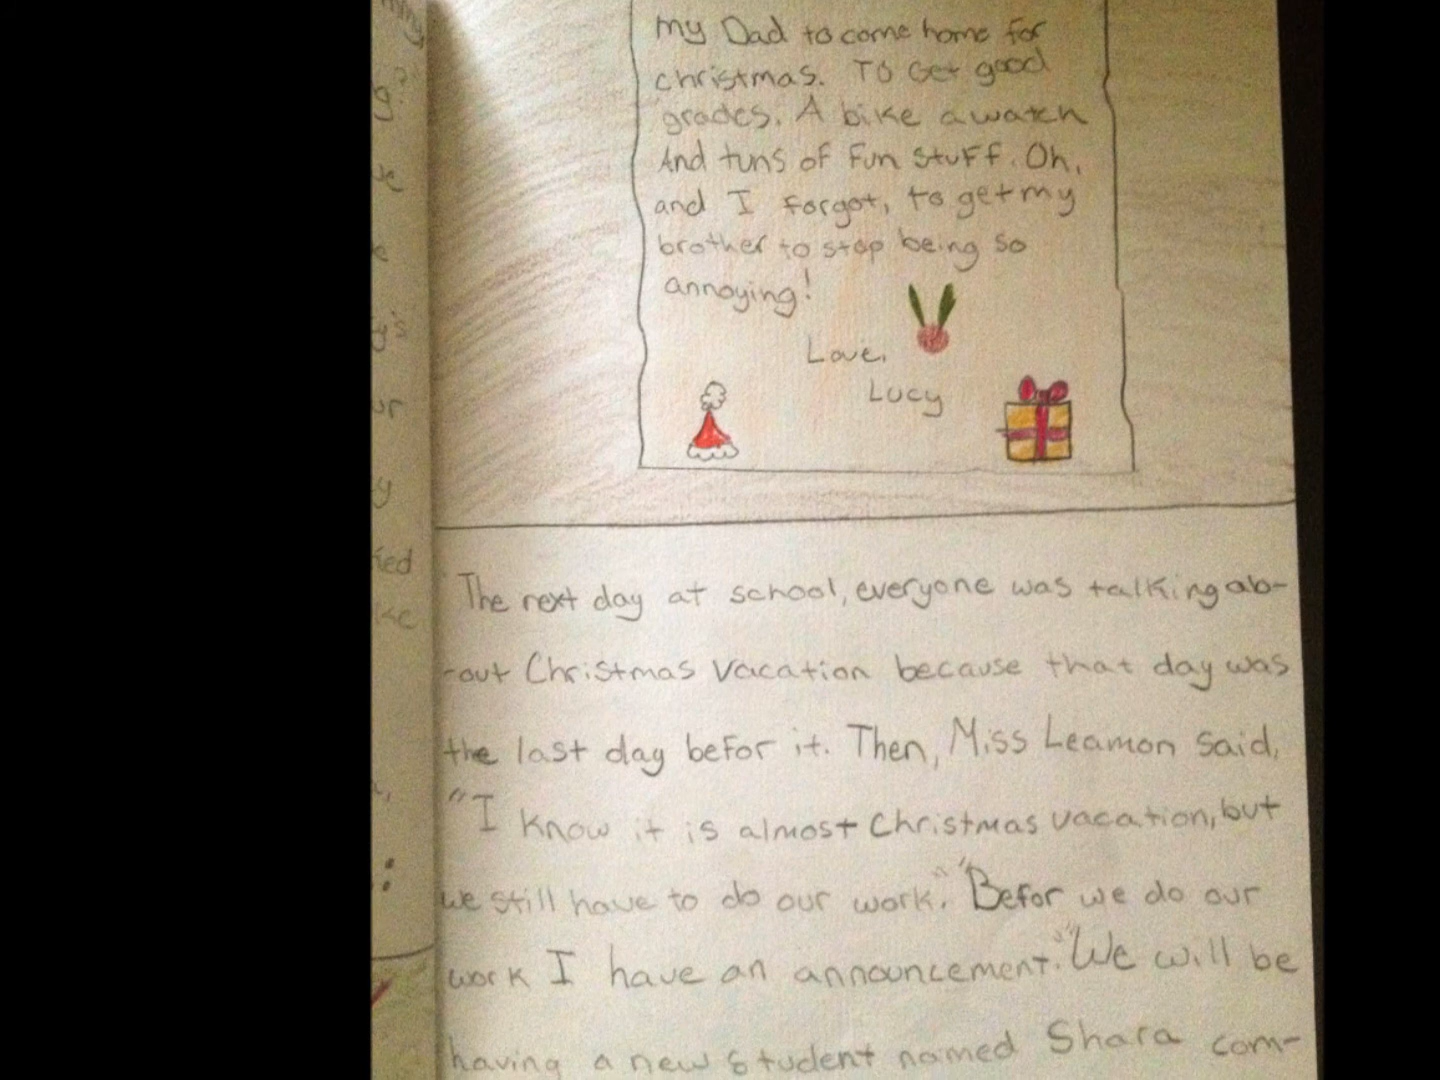 my Dad to come home for
christmas. TO Get good
grades. A bike a watch
And tuns of Fun stuff. Oh,
and I forgot, to get my
brother to stop being so
annoying!
Love,
Lucy
The next day at school, everyone was talking ab-
-out Christmas vacation because that day was
the last day befor it. Then, Miss Leamon said,
"I know it is almost Christmas vacation, but
we still have to do our work." "Befor we do our
work I have an announcement." "We will be
having a new student named Shara com-